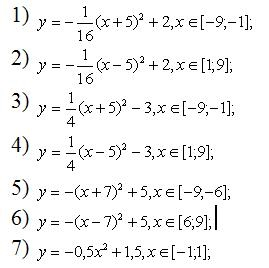 1) y = -1/16(x+5)² + 2, x ∈ [-9;-1];
2) y = -1/16(x-5)² + 2, x ∈ [1;9];
3) y = 1/4(x+5)² - 3, x ∈ [-9;-1];
4) y = 1/4(x-5)² - 3, x ∈ [1;9];
5) y = -(x+7)² + 5, x ∈ [-9;-6];
6) y = -(x-7)² + 5, x ∈ [6;9];
7) y = -0,5x² + 1,5, x ∈ [-1;1];